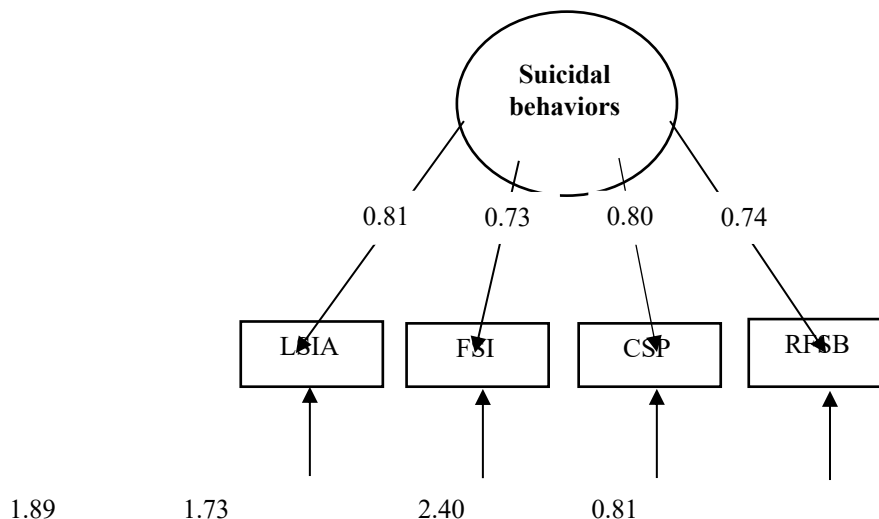 Suicidal
behaviors
0.81 0.73 0.80 0.74
LSIA FSI CSP RFSB
1.89 1.73 2.40 0.81